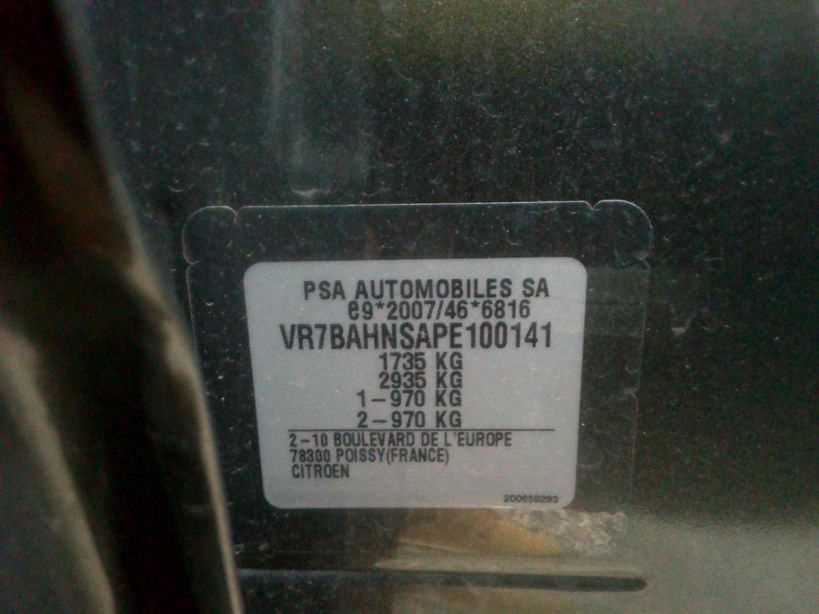 PSA AUTOMOBILES SA
e9*2007/46*6816
VR7BAHNSAPE100141
1735 KG
2935 KG
1-970 KG
2-970 KG
2-10 BOULEVARD DE L'EUROPE
78300 POISSY(FRANCE)
CITROEN
200659293